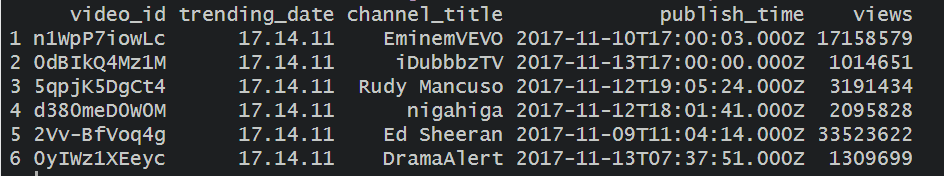 video_id trending_date channel_title publish_time views
1 n1WpP7iowLc 17.14.11 EminemVEVO 2017-11-10T17:00:03.000Z 17158579
2 0dBIkQ4Mz1M 17.14.11 iDubbbzTV 2017-11-13T17:00:00.000Z 1014651
3 5qpjK5DgCt4 17.14.11 Rudy Mancuso 2017-11-12T19:05:24.000Z 3191434
4 d380meD0W0M 17.14.11 nigahiga 2017-11-12T18:01:41.000Z 2095828
5 2Vv-BfVoq4g 17.14.11 Ed Sheeran 2017-11-09T11:04:14.000Z 33523622
6 0yIWz1XEeyc 17.14.11 DramaAlert 2017-11-13T07:37:51.000Z 1309699